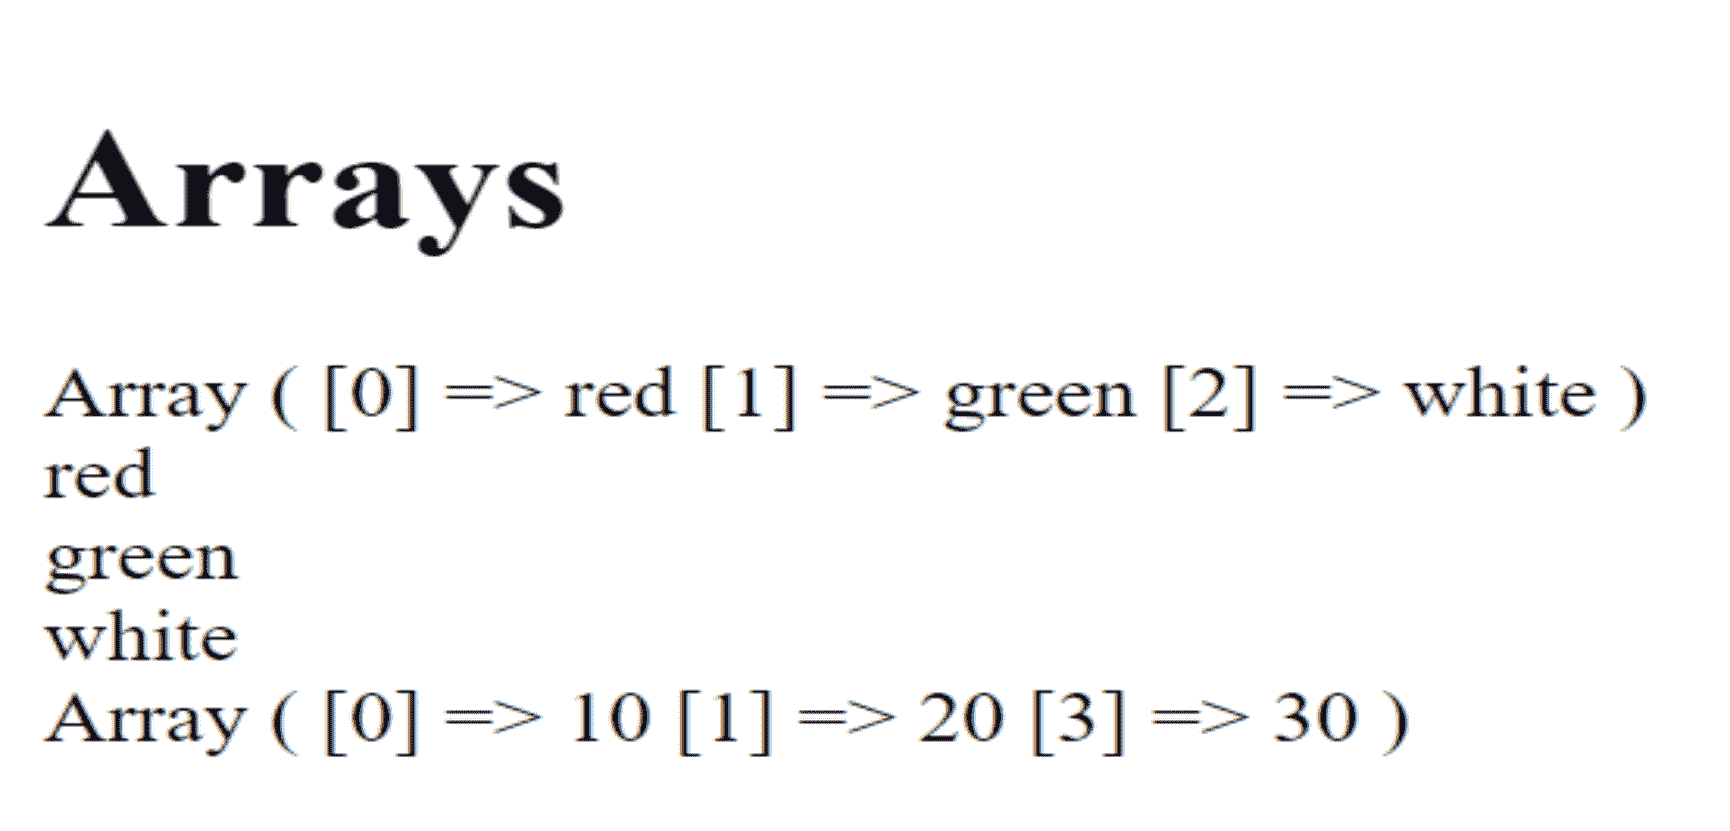 Arrays
Array ( [0] => red [1] => green [2] => white )
red
green
white
Array ( [0] => 10 [1] => 20 [3] => 30 )